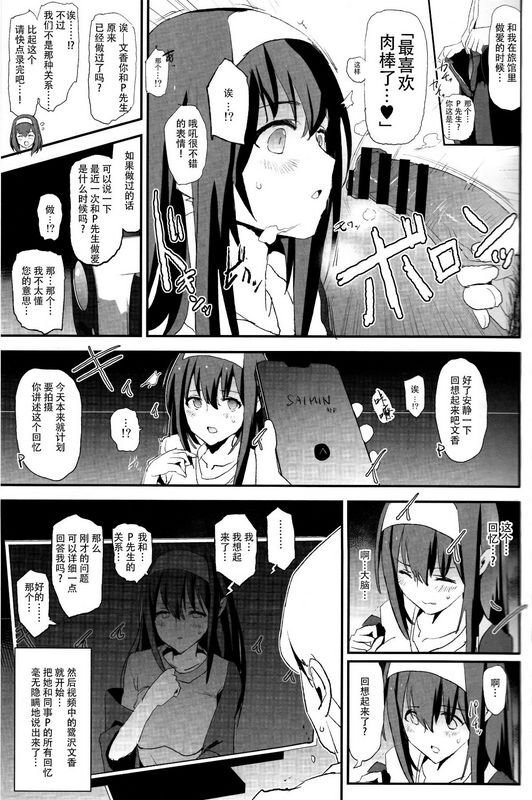 和我在旅馆里
做爱的时候…
P先生?
你这是…
「最喜欢
肉棒了…♥」
这样
诶…!?
哦吼很不错
的表情!
那个…!?
诶…!?
原来
文香你和P先生
已经做过了吗?
诶…!?
我们不是那种关系…
比起这个
请快点录完吧…!
ボロンッ
如果做过的话
可以说一下
最近一次和P先生做爱
是什么时候吗?
做…!?
那…那个
我不太懂
您的意思…
好了安静一下
回想起来吧文香
P
诶…!?
SAIMIN
…!?
…!?
今天本来就计划
要拍摄
你讲述这个回忆
P
这个
回忆…?
啊…大脑…
啊…
回想起来了?
我…
我想起
来了…
我和
P先生的
关系…
那么
刚才的问题
可以详细一点
回答我吗?
好的…
那个…
然后视频中的鹭沢文香
就开始…
把她和同事P的所有回忆
毫无隐瞒地说出来了…